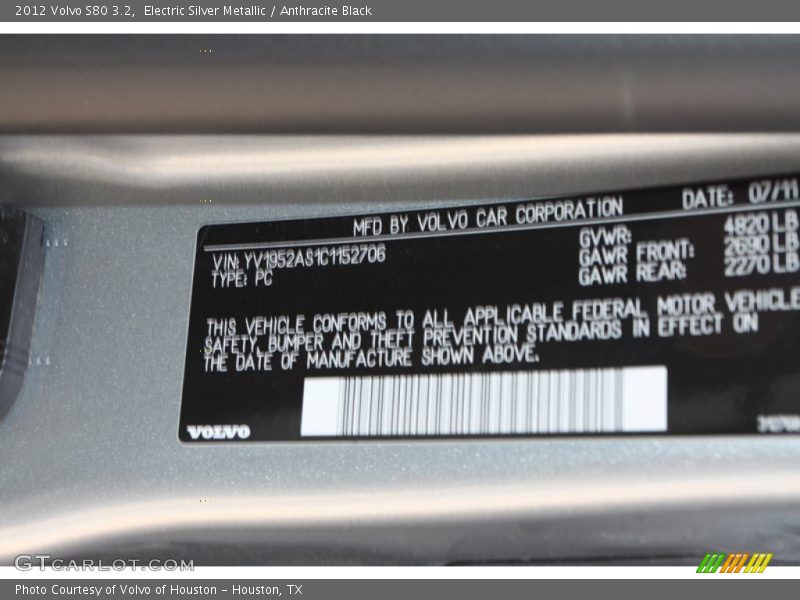 2012 Volvo S80 3.2, Electric Silver Metallic / Anthracite Black
MFD BY VOLVO CAR CORPORATION DATE: 07/11
VIN: YV1952AS1C1152706 GVWR: 4820 LB
TYPE: PC GAWR FRONT: 2690 LB
GAWR REAR: 2270 LB
THIS VEHICLE CONFORMS TO ALL APPLICABLE FEDERAL MOTOR VEHICLE
SAFETY, BUMPER AND THEFT PREVENTION STANDARDS IN EFFECT ON
THE DATE OF MANUFACTURE SHOWN ABOVE.
VOLVO
GTCARLOT.COM
Photo Courtesy of Volvo of Houston - Houston, TX